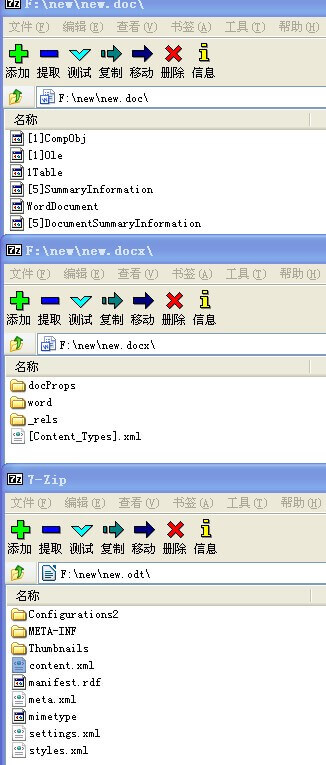 F:\new\new.doc\
文件(F) 编辑(E) 查看(V) 书签(A) 工具(T) 帮助(H)
添加 提取 测试 复制 移动 删除 信息
F:\new\new.doc\
名称
[1]CompObj
[1]Ole
1Table
[5]SummaryInformation
WordDocument
[5]DocumentSummaryInformation
7z F:\new\new.docx\
文件(F) 编辑(E) 查看(V) 书签(A) 工具(T) 帮助(H)
添加 提取 测试 复制 移动 删除 信息
F:\new\new.docx\
名称
docProps
word
_rels
[Content_Types].xml
7z 7-Zip
文件(F) 编辑(E) 查看(V) 书签(A) 工具(T) 帮助(H)
添加 提取 测试 复制 移动 删除 信息
F:\new\new.odt\
名称
Configurations2
META-INF
Thumbnails
content.xml
manifest.rdf
meta.xml
mimetype
settings.xml
styles.xml